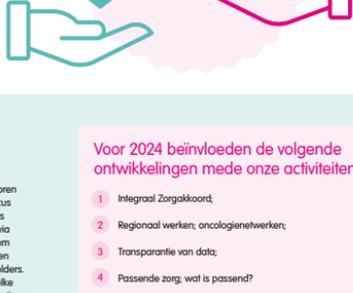 Voor 2024 beïnvloeden de volgende
ontwikkelingen mede onze activiteiten
1 Integraal Zorgakkoord;
2 Regionaal werken; oncologienetwerken;
3 Transparantie van data;
4 Passende zorg; wat is passend?